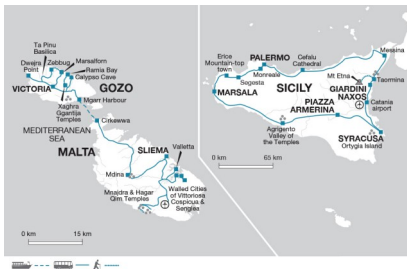 Ta Pinu
Basilica
Zebbug
Marsalforn
Dwejra
Point
Ramla Bay
Calypso Cave
VICTORIA
GOZO
Xaghra
Ggantija
Temples
Mgarr Harbour
MEDITERRANEAN
SEA
Cirkewwa
MALTA
SLIEMA
Valletta
Mdina
Mnajdra & Hagar
Qim Temples
Walled Cities
of Vittoriosa
Cospicua &
Senglea
0 km
15 km
Erice
Mountain-top
town
PALERMO
Cefalu
Cathedral
Messina
Monreale
Segesta
SICILY
Mt Etna
Taormina
GIARDINI
NAXOS
MARSALA
PIAZZA
ARMERINA
Catania
airport
Agrigento
Valley of
the Temples
SYRACUSA
Ortygia Island
0 km
65 km